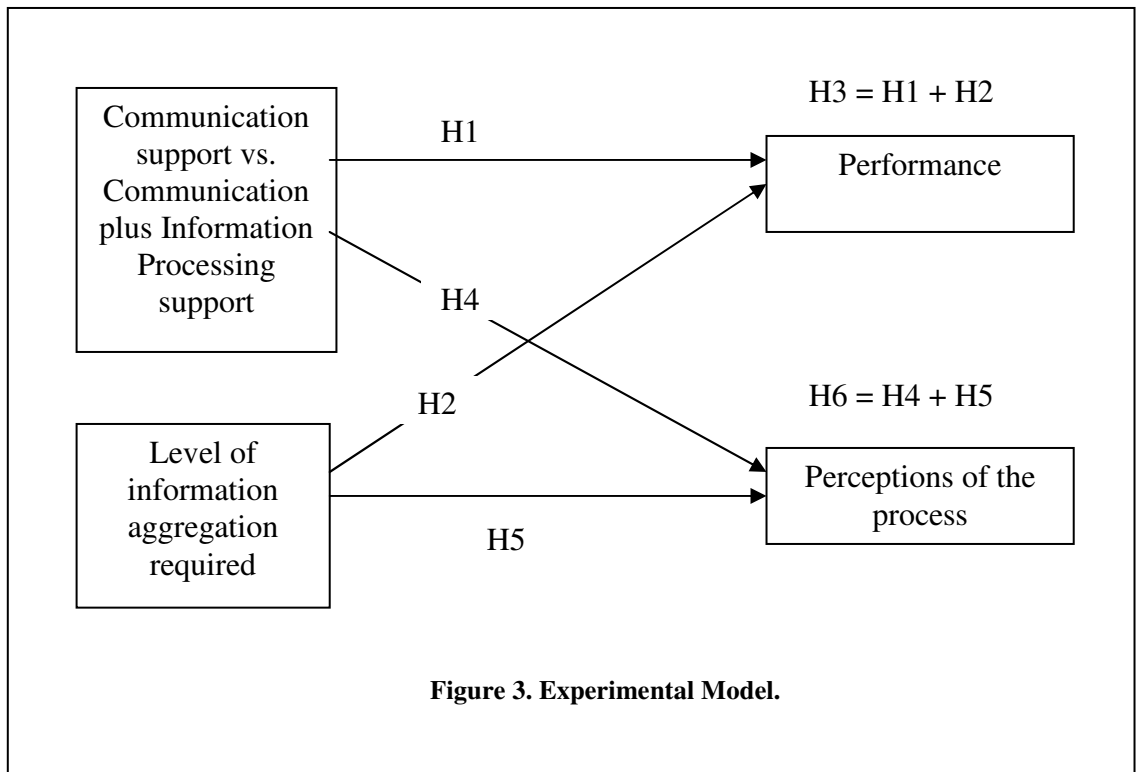 Communication
support vs.
Communication
plus Information
Processing
support
H1
H3 = H1 + H2
Performance
H4
H2
H6 = H4 + H5
Level of
information
aggregation
required
H5
Perceptions of the
process
Figure 3. Experimental Model.